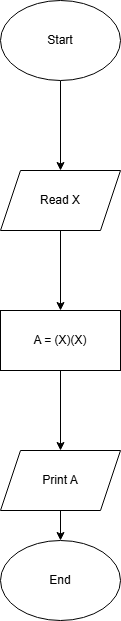 Start
Read X
A = (X)(X)
Print A
End